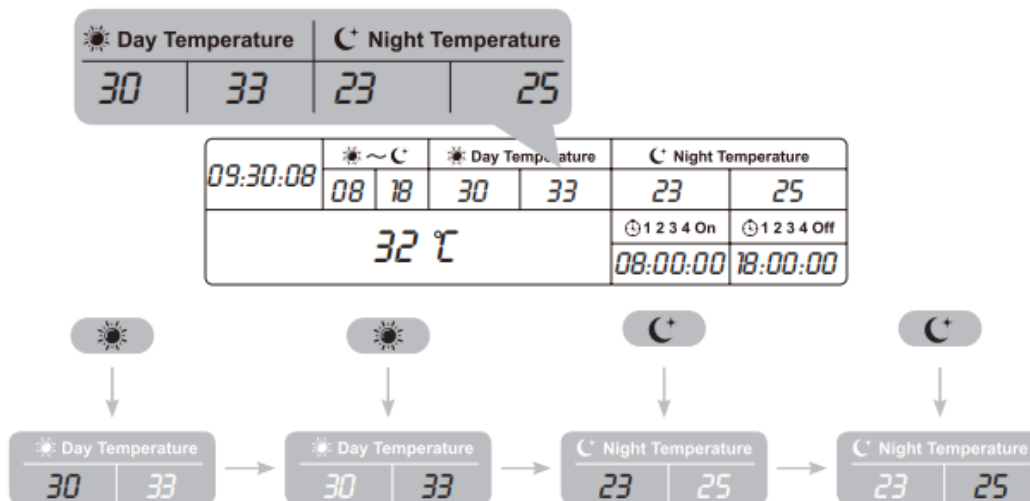 Day Temperature Night Temperature
30 33 23 25
09:30:08 ~ Day Temperature Night Temperature
08 18 30 33 23 25
32 ℃ 1 2 3 4 On 1 2 3 4 Off
08:00:00 18:00:00
Day Temperature Day Temperature Night Temperature Night Temperature
30 33 30 33 23 25 23 25